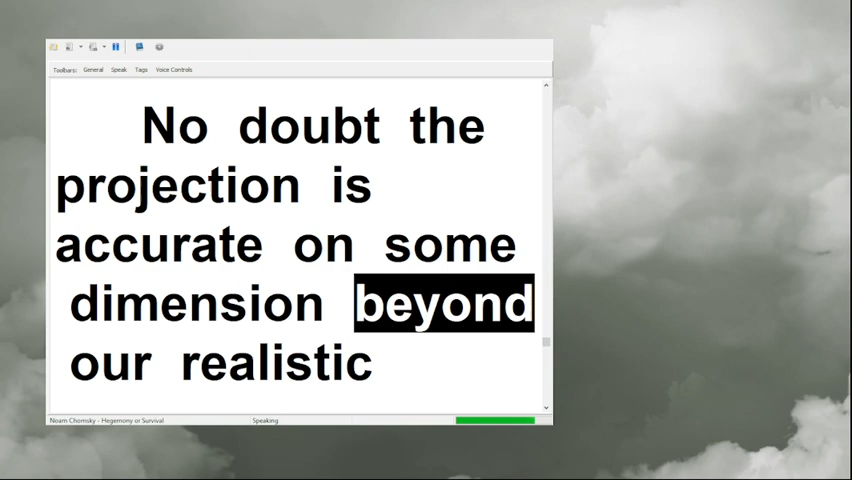 Toolbars: General Speak Tags Voice Controls
No doubt the
projection is
accurate on some
dimension beyond
our realistic
Noam Chomsky - Hegemony or Survival Speaking